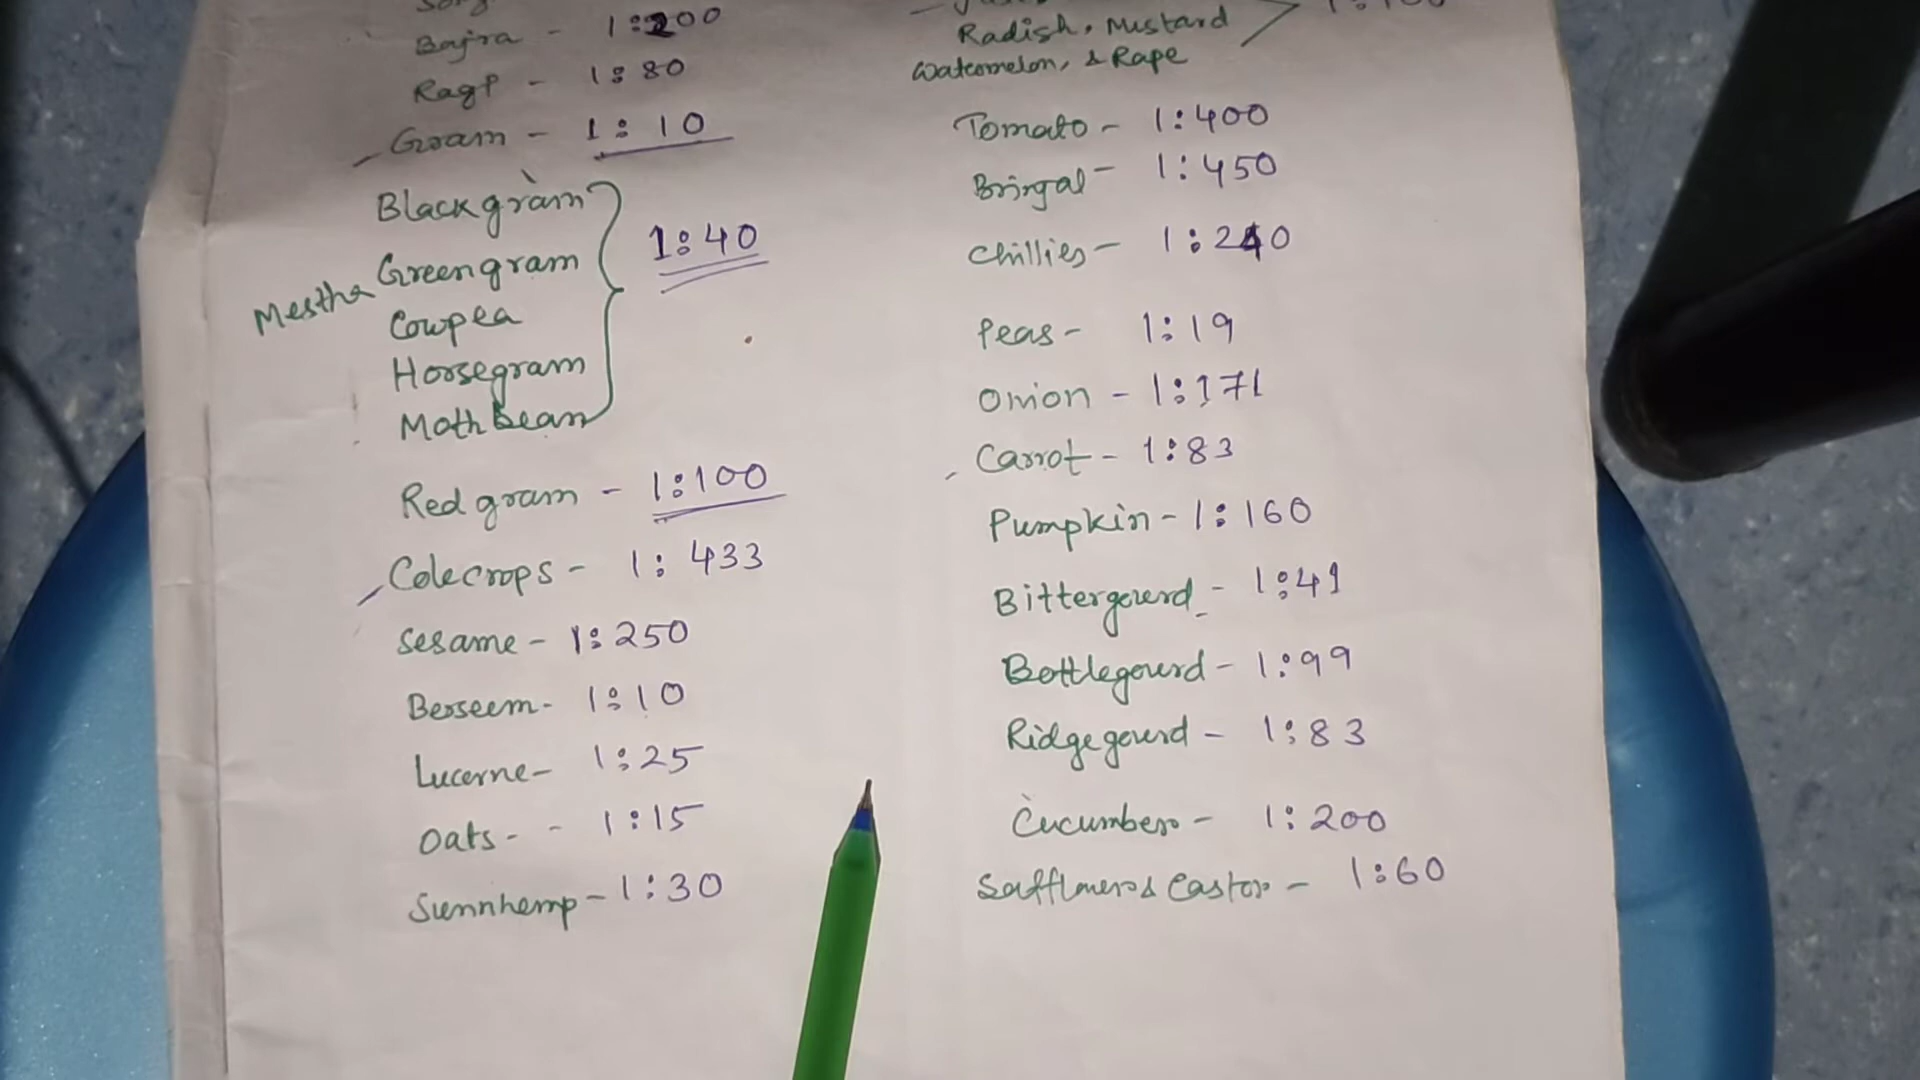 Bajra - 1:200
Ragi - 1:80
Gram - 1:10
Blackgram
Greengram
1:40
Mestha
Cowpea
Horsegram
Moth bean
Red gram - 1:100
Colecrops - 1:433
Sesame - 1:250
Berseem - 1:10
Lucerne - 1:25
Oats - - 1:15
Sunnhemp - 1:30
Radish, Mustard
Watermelon, & Rape
Tomato - 1:400
Bringal - 1:450
Chillies - 1:240
Peas - 1:19
Onion - 1:171
Carrot - 1:83
Pumpkin - 1:160
Bittergourd - 1:41
Bottlegourd - 1:99
Ridgegourd - 1:83
Cucumber - 1:200
Safflower & Castor - 1:60